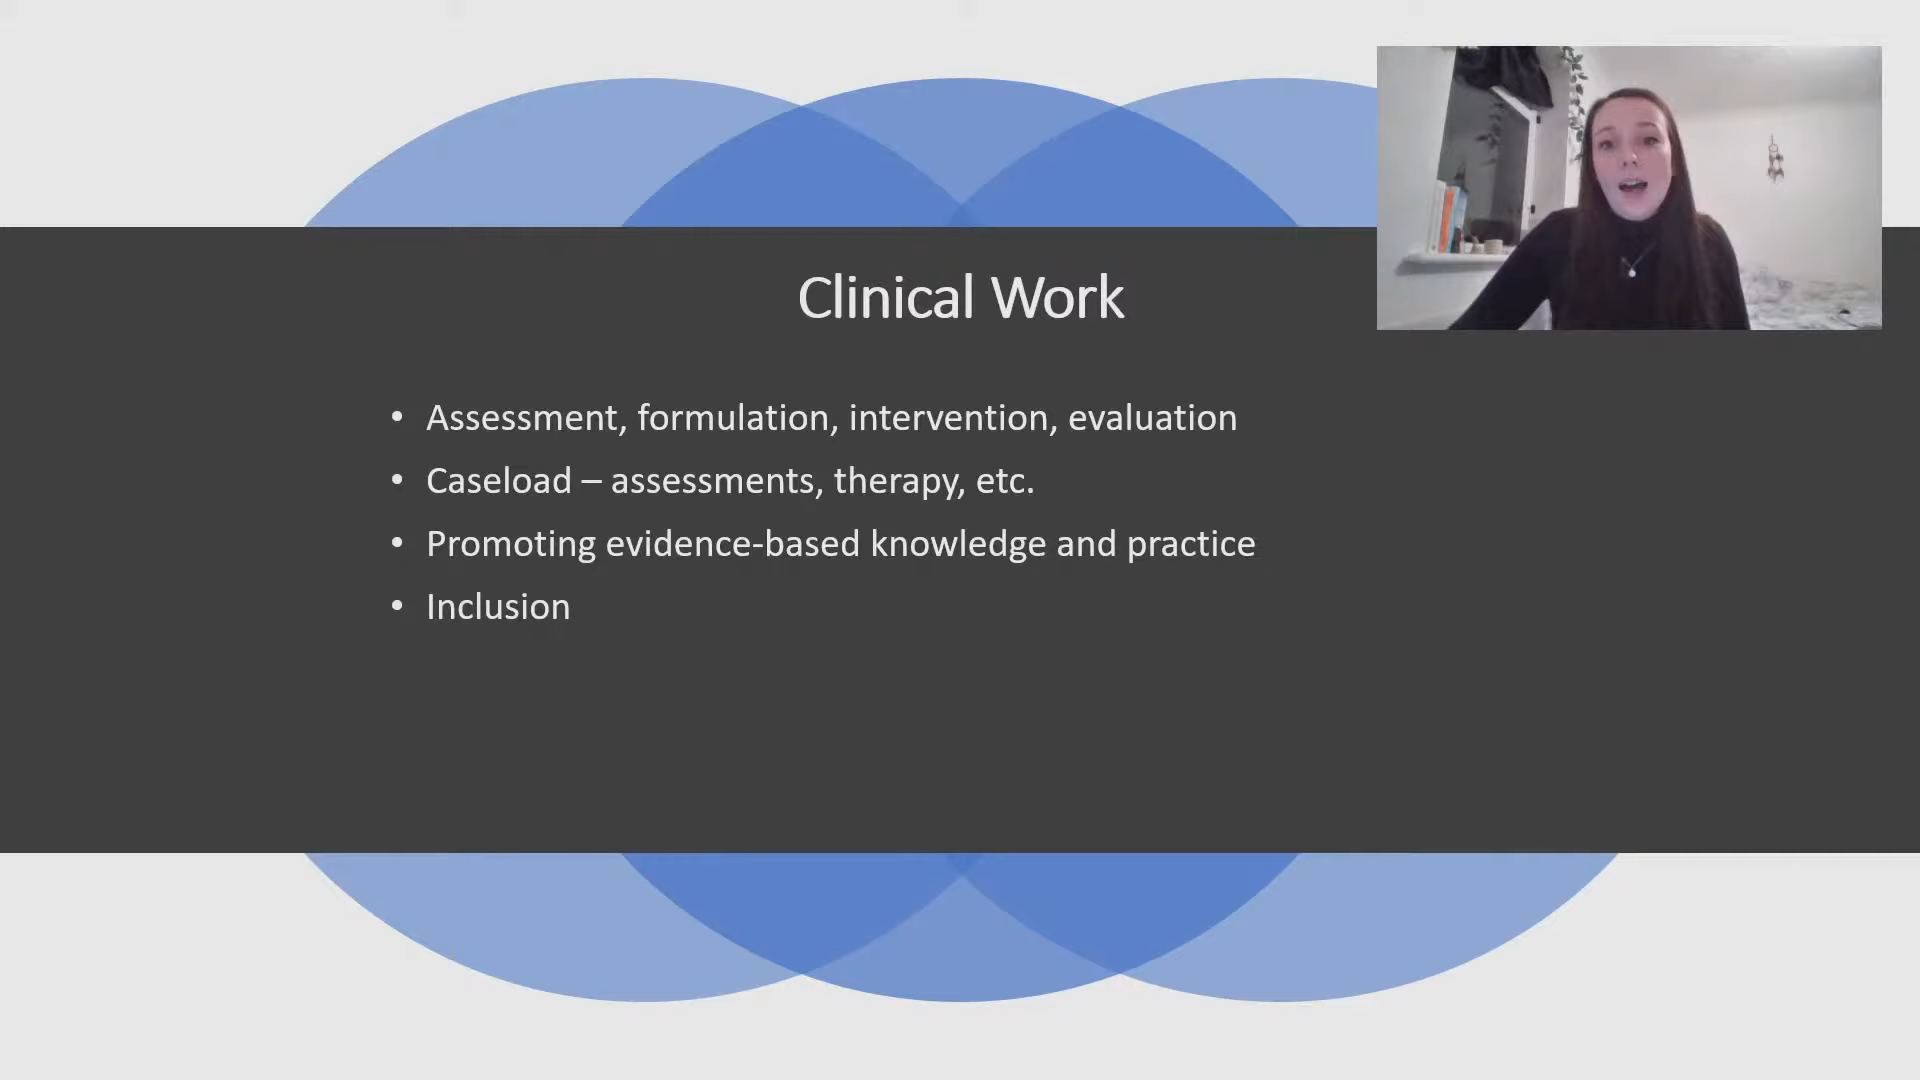 Clinical Work
• Assessment, formulation, intervention, evaluation
• Caseload – assessments, therapy, etc.
• Promoting evidence-based knowledge and practice
• Inclusion